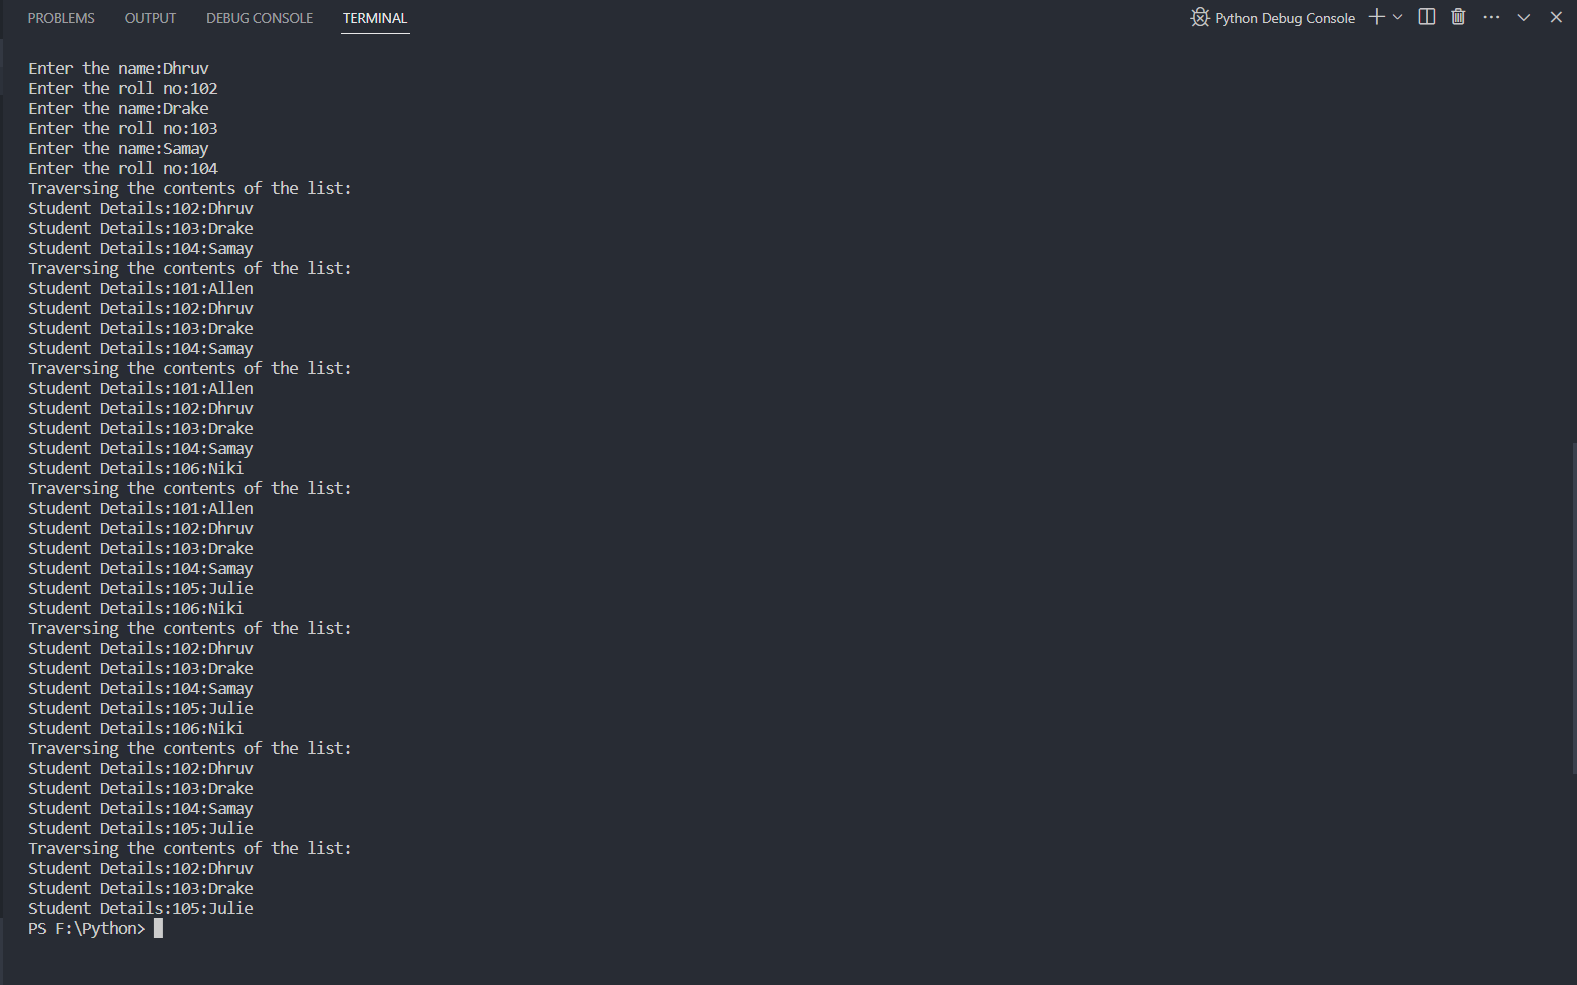 PROBLEMS OUTPUT DEBUG CONSOLE TERMINAL Python Debug Console
Enter the name:Dhruv
Enter the roll no:102
Enter the name:Drake
Enter the roll no:103
Enter the name:Samay
Enter the roll no:104
Traversing the contents of the list:
Student Details:102:Dhruv
Student Details:103:Drake
Student Details:104:Samay
Traversing the contents of the list:
Student Details:101:Allen
Student Details:102:Dhruv
Student Details:103:Drake
Student Details:104:Samay
Traversing the contents of the list:
Student Details:101:Allen
Student Details:102:Dhruv
Student Details:103:Drake
Student Details:104:Samay
Student Details:106:Niki
Traversing the contents of the list:
Student Details:101:Allen
Student Details:102:Dhruv
Student Details:103:Drake
Student Details:104:Samay
Student Details:105:Julie
Student Details:106:Niki
Traversing the contents of the list:
Student Details:102:Dhruv
Student Details:103:Drake
Student Details:104:Samay
Student Details:105:Julie
Student Details:106:Niki
Traversing the contents of the list:
Student Details:102:Dhruv
Student Details:103:Drake
Student Details:104:Samay
Student Details:105:Julie
Traversing the contents of the list:
Student Details:102:Dhruv
Student Details:103:Drake
Student Details:105:Julie
PS F:\Python>